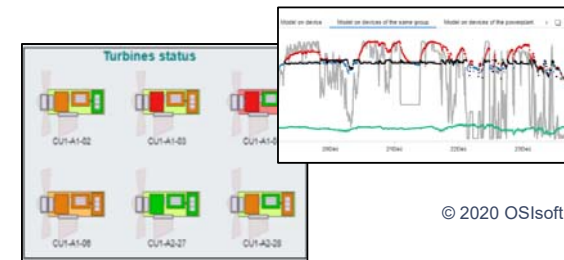 Model on device Model on devices of the same group Model on devices of the powerplant
Turbines status
CU1-A1-02 CU1-A1-03
CU1-A1-06 CU1-A2-27 CU1-A2-28
© 2020 OSIsoft